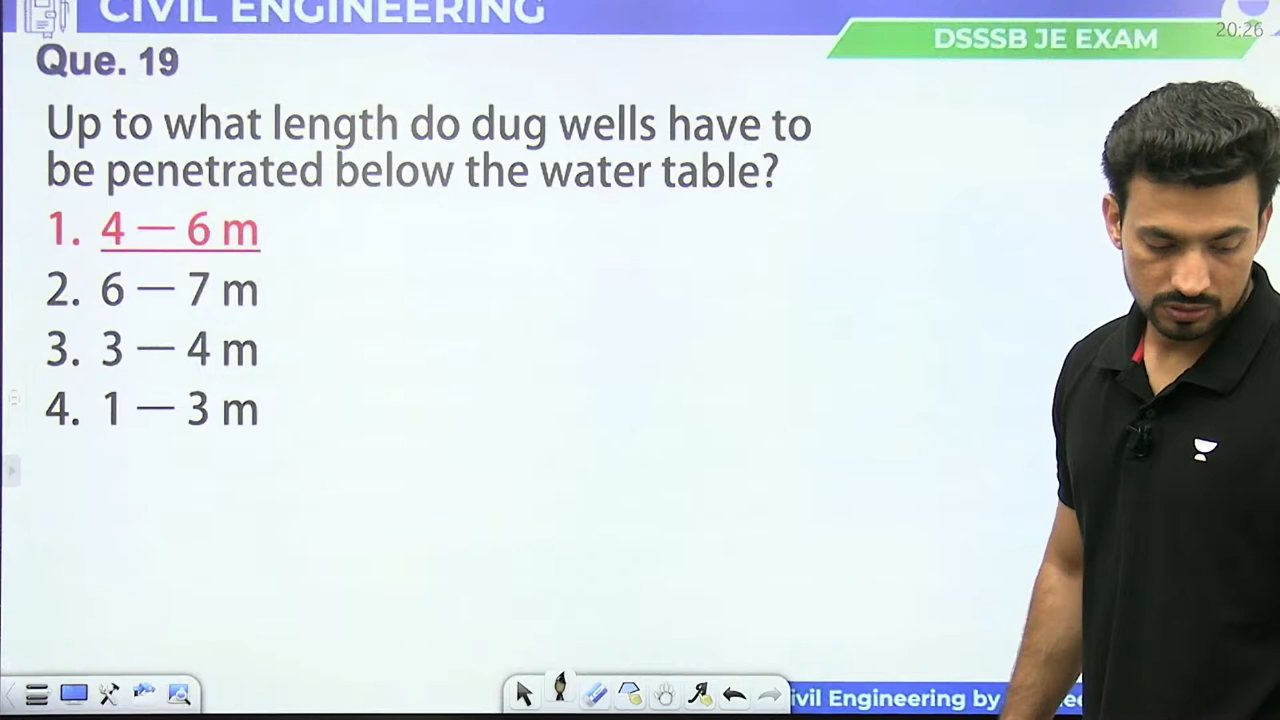 CIVIL ENGINEERING
DSSSB JE EXAM
20:26
Que. 19
Up to what length do dug wells have to
be penetrated below the water table?
1. 4 — 6 m
2. 6 — 7 m
3. 3 — 4 m
4. 1 — 3 m
Engineering by